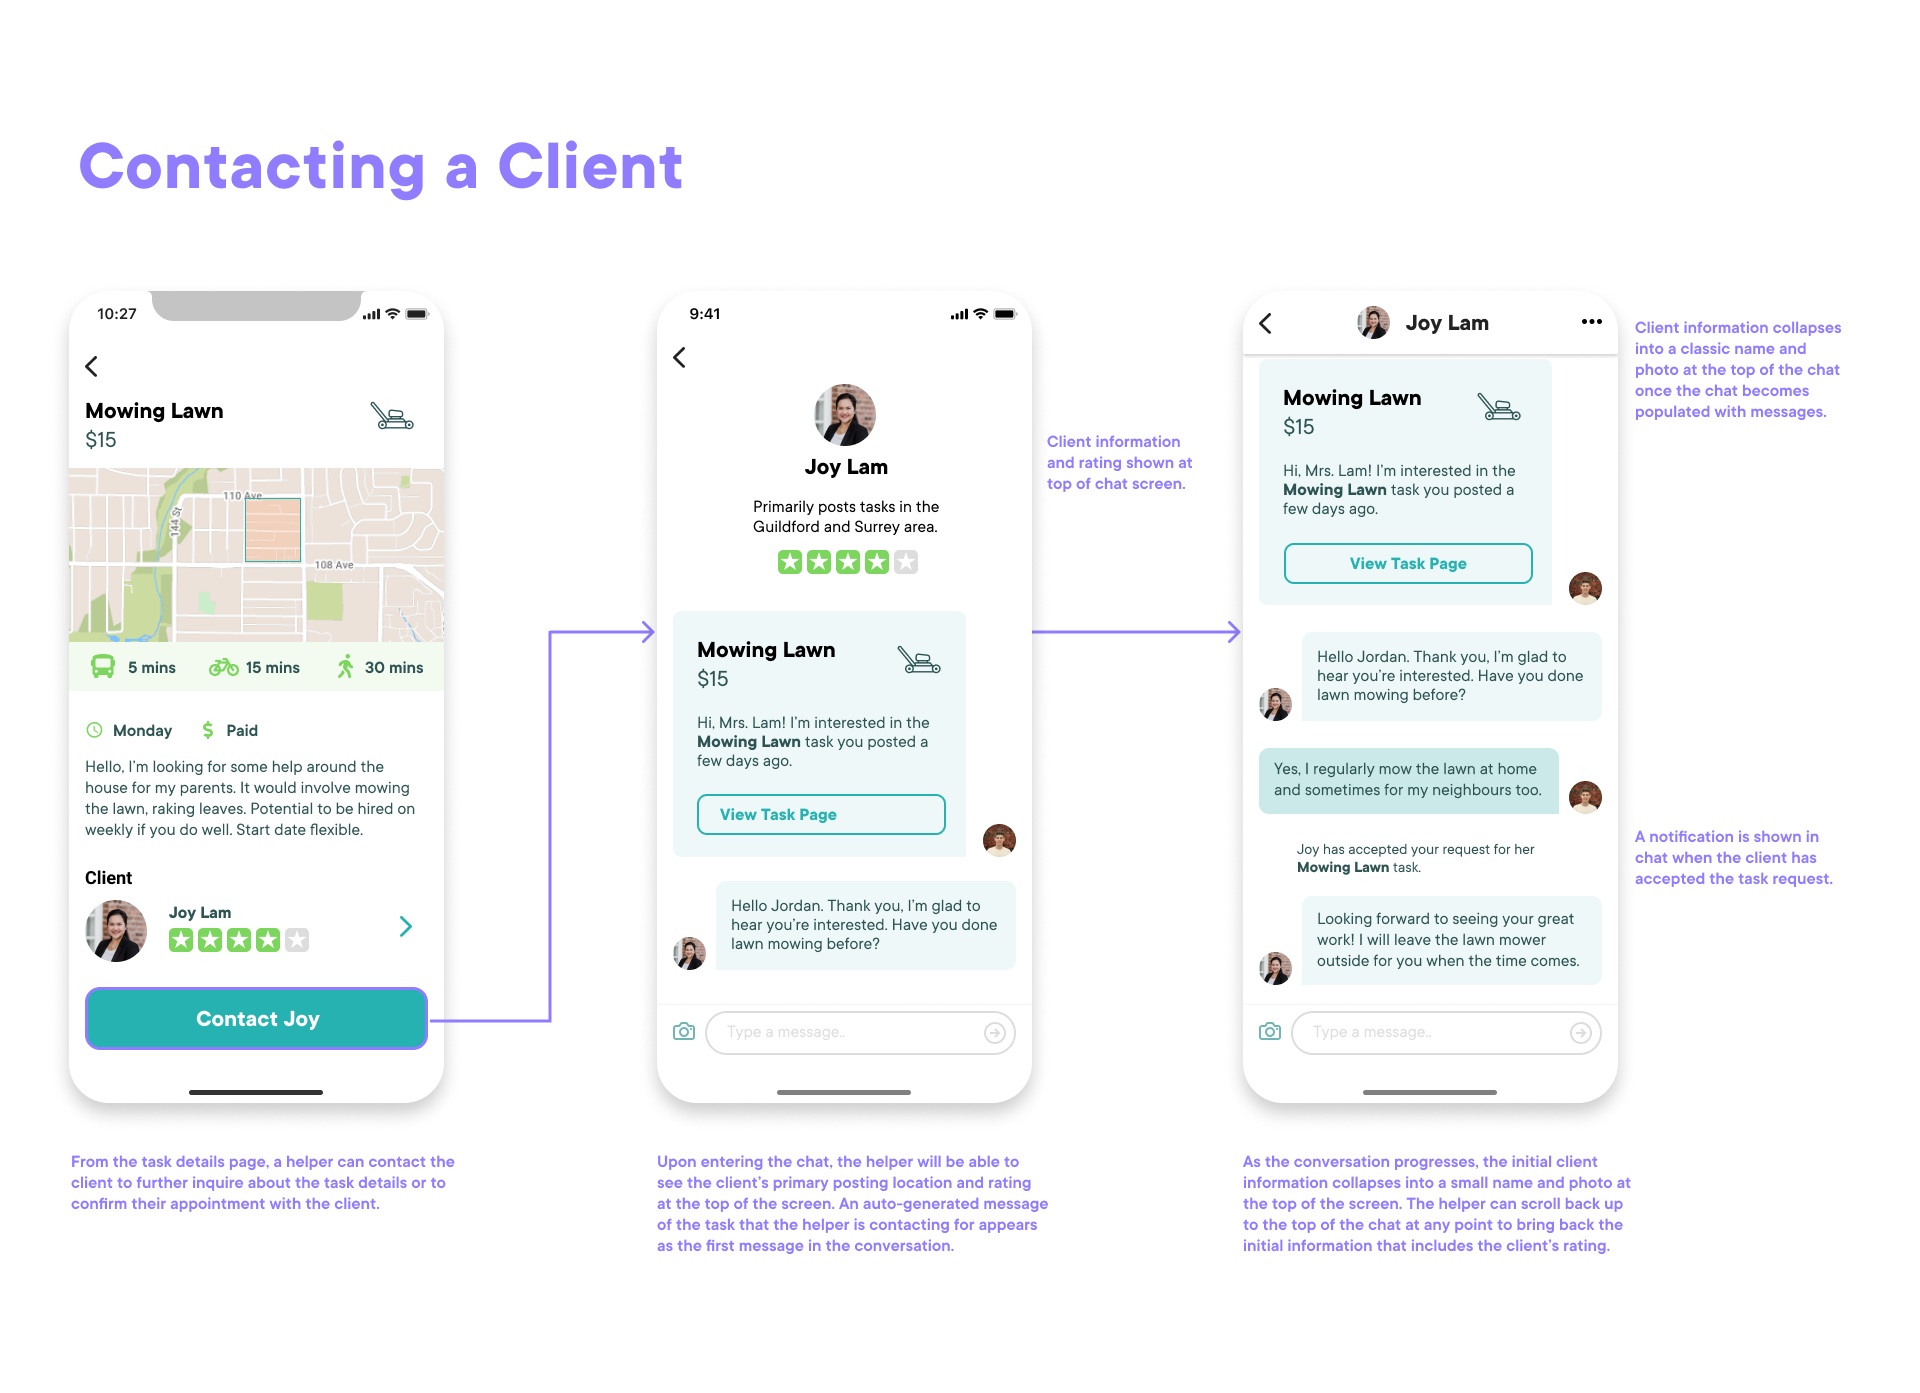 Contacting a Client
10:27
Mowing Lawn
$15
110 Ave
144 St
108 Ave
5 mins
15 mins
30 mins
Monday
$ Paid
Hello, I'm looking for some help around the
house for my parents. It would involve mowing
the lawn, raking leaves. Potential to be hired on
weekly if you do well. Start date flexible.
Client
Joy Lam
Contact Joy
From the task details page, a helper can contact the
client to further inquire about the task details or to
confirm their appointment with the client.
9:41
Joy Lam
Primarily posts tasks in the
Guildford and Surrey area.
Client information
and rating shown at
top of chat screen.
Mowing Lawn
$15
Hi, Mrs. Lam! I'm interested in the
Mowing Lawn task you posted a
few days ago.
View Task Page
Hello Jordan. Thank you, I'm glad to
hear you're interested. Have you done
lawn mowing before?
Type a message..
Upon entering the chat, the helper will be able to
see the client's primary posting location and rating
at the top of the screen. An auto-generated message
of the task that the helper is contacting for appears
as the first message in the conversation.
Joy Lam
Client information collapses
into a classic name and
photo at the top of the chat
once the chat becomes
populated with messages.
Mowing Lawn
$15
Hi, Mrs. Lam! I'm interested in the
Mowing Lawn task you posted a
few days ago.
View Task Page
Hello Jordan. Thank you, I'm glad to
hear you're interested. Have you done
lawn mowing before?
Yes, I regularly mow the lawn at home
and sometimes for my neighbours too.
Joy has accepted your request for her
Mowing Lawn task.
A notification is shown in
chat when the client has
accepted the task request.
Looking forward to seeing your great
work! I will leave the lawn mower
outside for you when the time comes.
Type a message..
As the conversation progresses, the initial client
information collapses into a small name and photo at
the top of the screen. The helper can scroll back up
to the top of the chat at any point to bring back the
initial information that includes the client's rating.